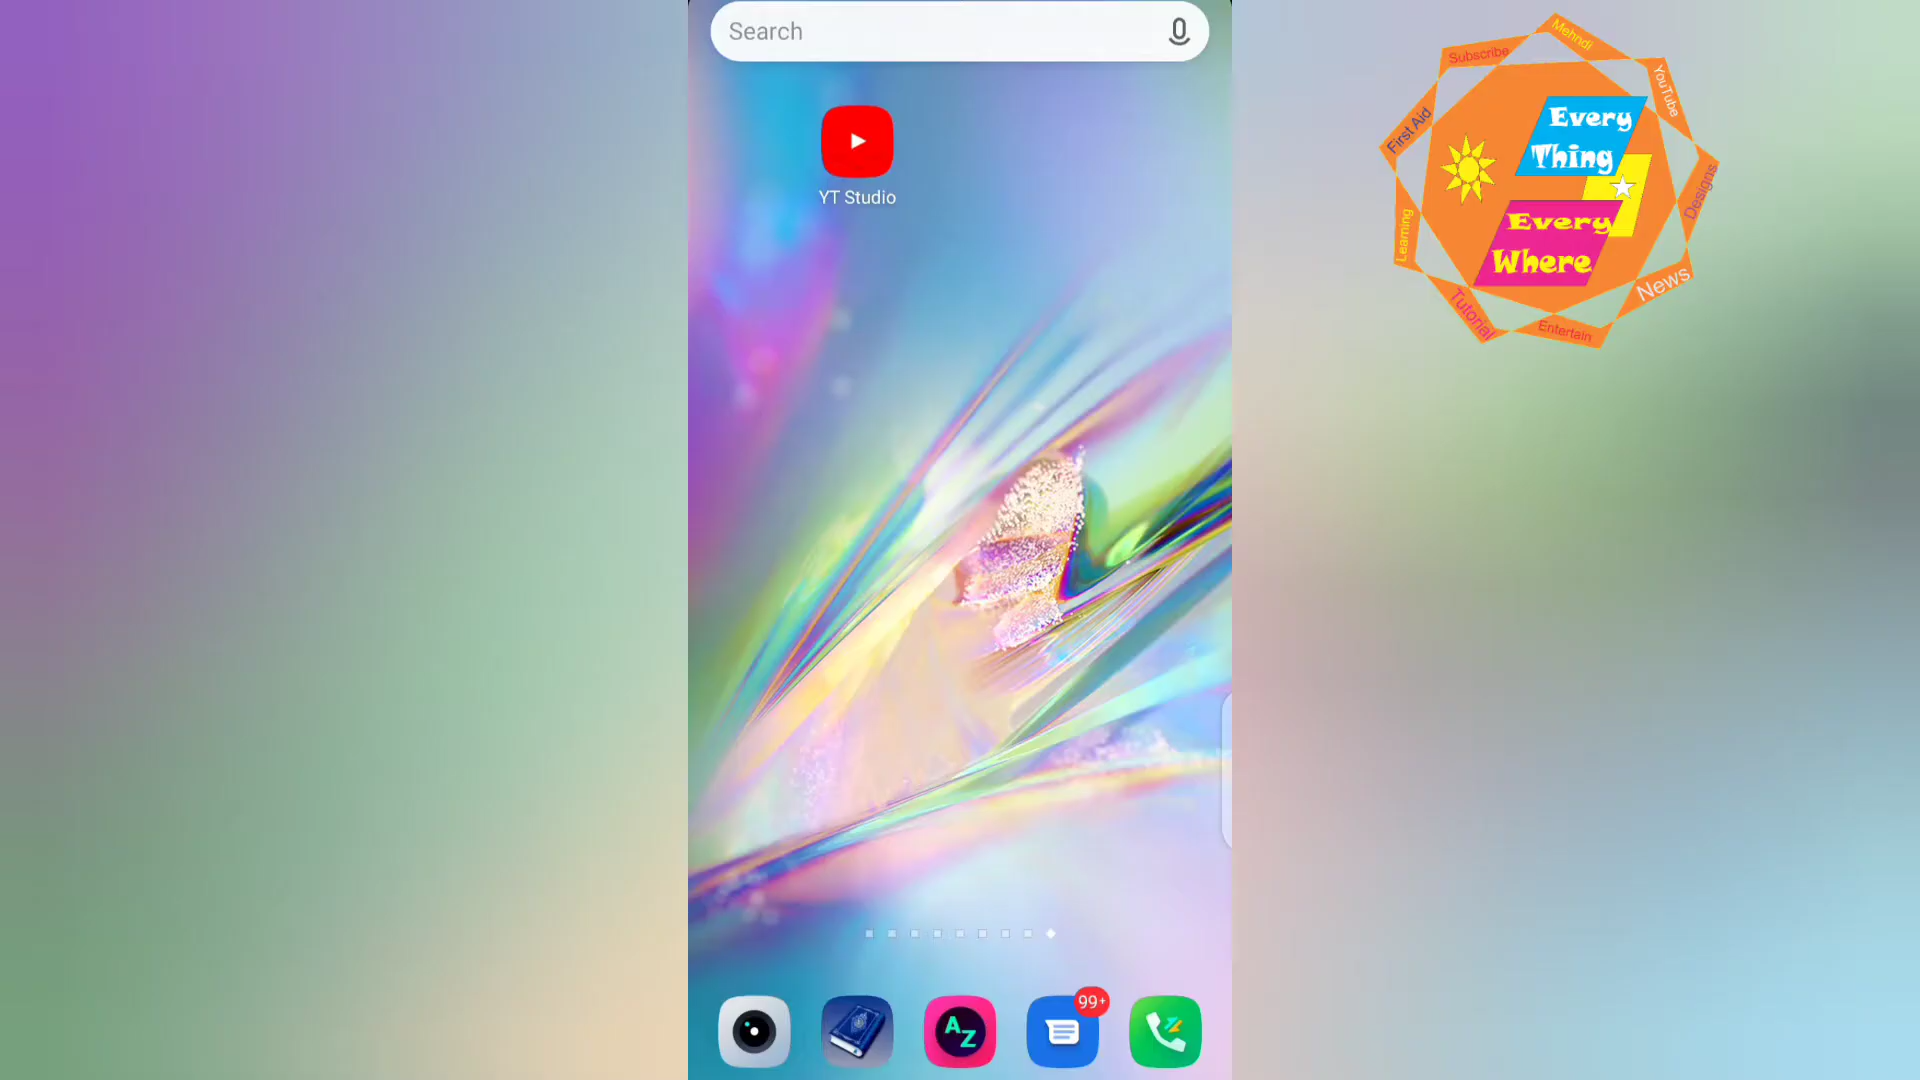 Search
YT Studio
99+
A
Z
Mehndi
Subscribe
YouTube
First Aid
Every
Thing
Designs
Every
Where
Learning
News
Tutorial
Entertain